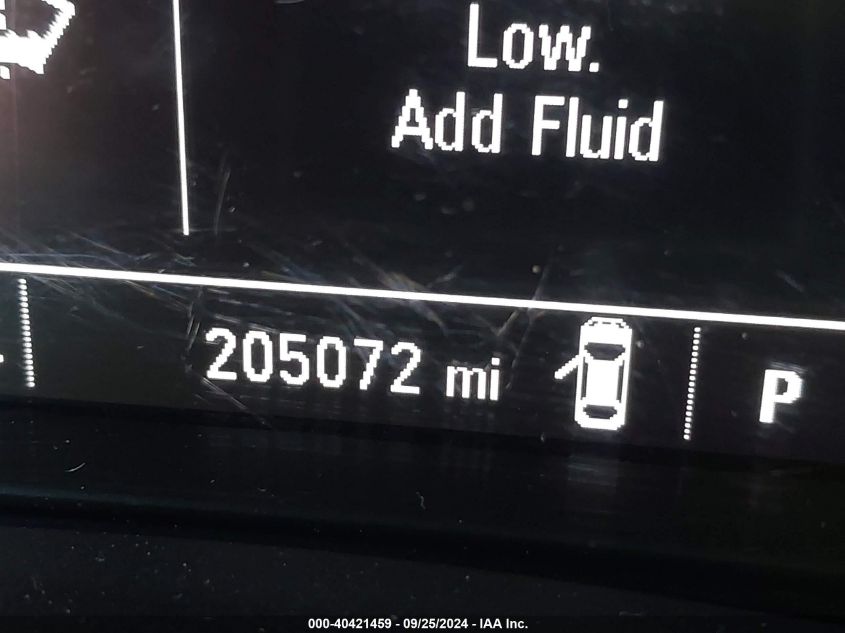 Low.
Add Fluid
205072 mi
P
000-40421459 - 09/25/2024 - IAA Inc.